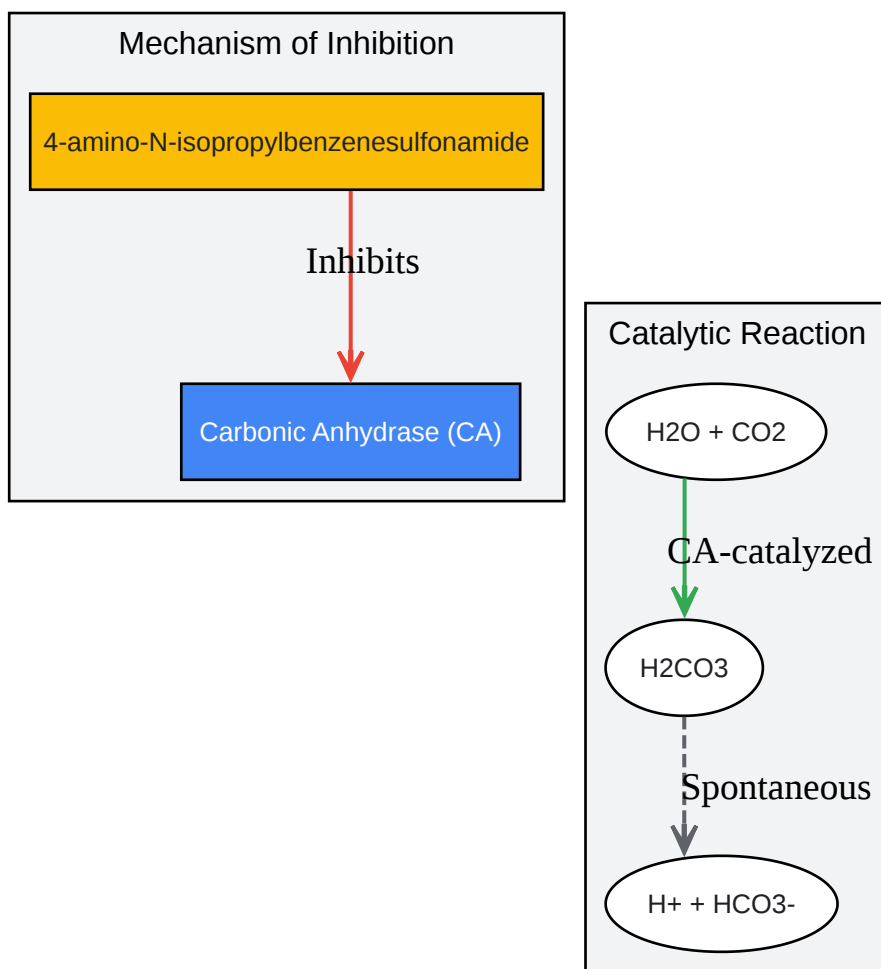 Mechanism of Inhibition
4-amino-N-isopropylbenzenesulfonamide
Inhibits
Carbonic Anhydrase (CA)
Catalytic Reaction
H2O + CO2
CA-catalyzed
H2CO3
Spontaneous
H+ + HCO3-